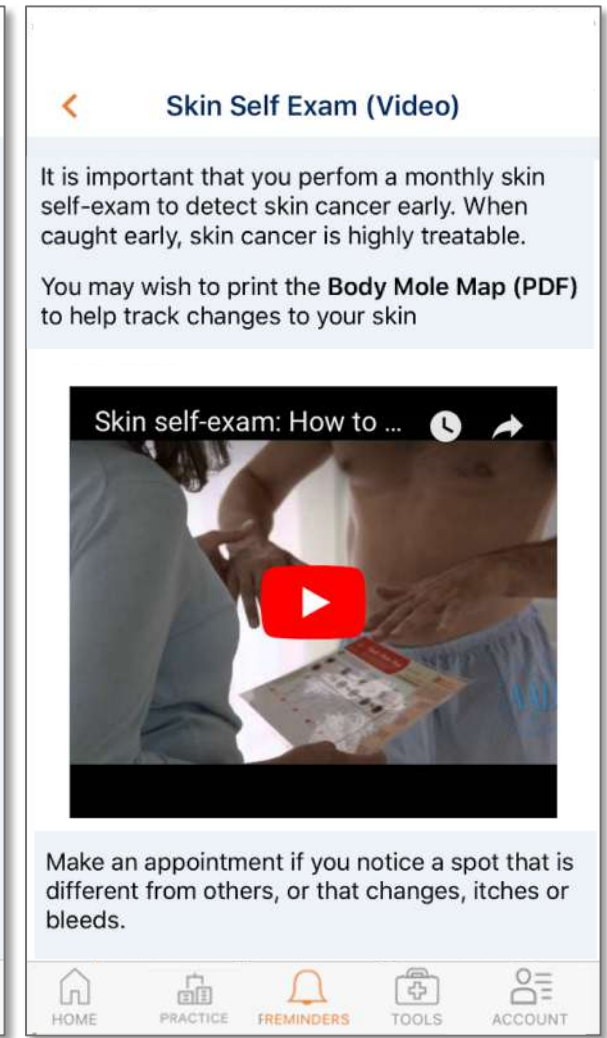 Skin Self Exam (Video)
It is important that you perfom a monthly skin
self-exam to detect skin cancer early. When
caught early, skin cancer is highly treatable.
You may wish to print the Body Mole Map (PDF)
to help track changes to your skin
Skin self-exam: How to ...
Make an appointment if you notice a spot that is
different from others, or that changes, itches or
bleeds.
HOME PRACTICE FREMINDERS TOOLS ACCOUNT